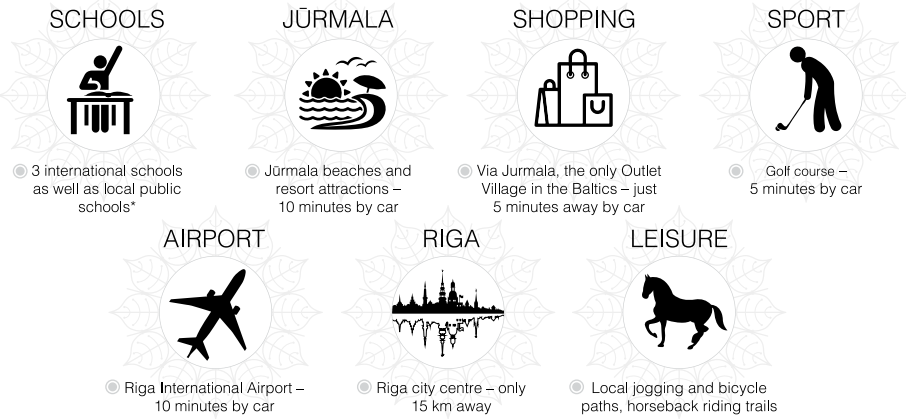 SCHOOLS
3 international schools
as well as local public
schools*
JŪRMALA
Jūrmala beaches and
resort attractions –
10 minutes by car
SHOPPING
Via Jurmala, the only Outlet
Village in the Baltics – just
5 minutes away by car
SPORT
Golf course –
5 minutes by car
AIRPORT
Riga International Airport –
10 minutes by car
RIGA
Riga city centre – only
15 km away
LEISURE
Local jogging and bicycle
paths, horseback riding trails